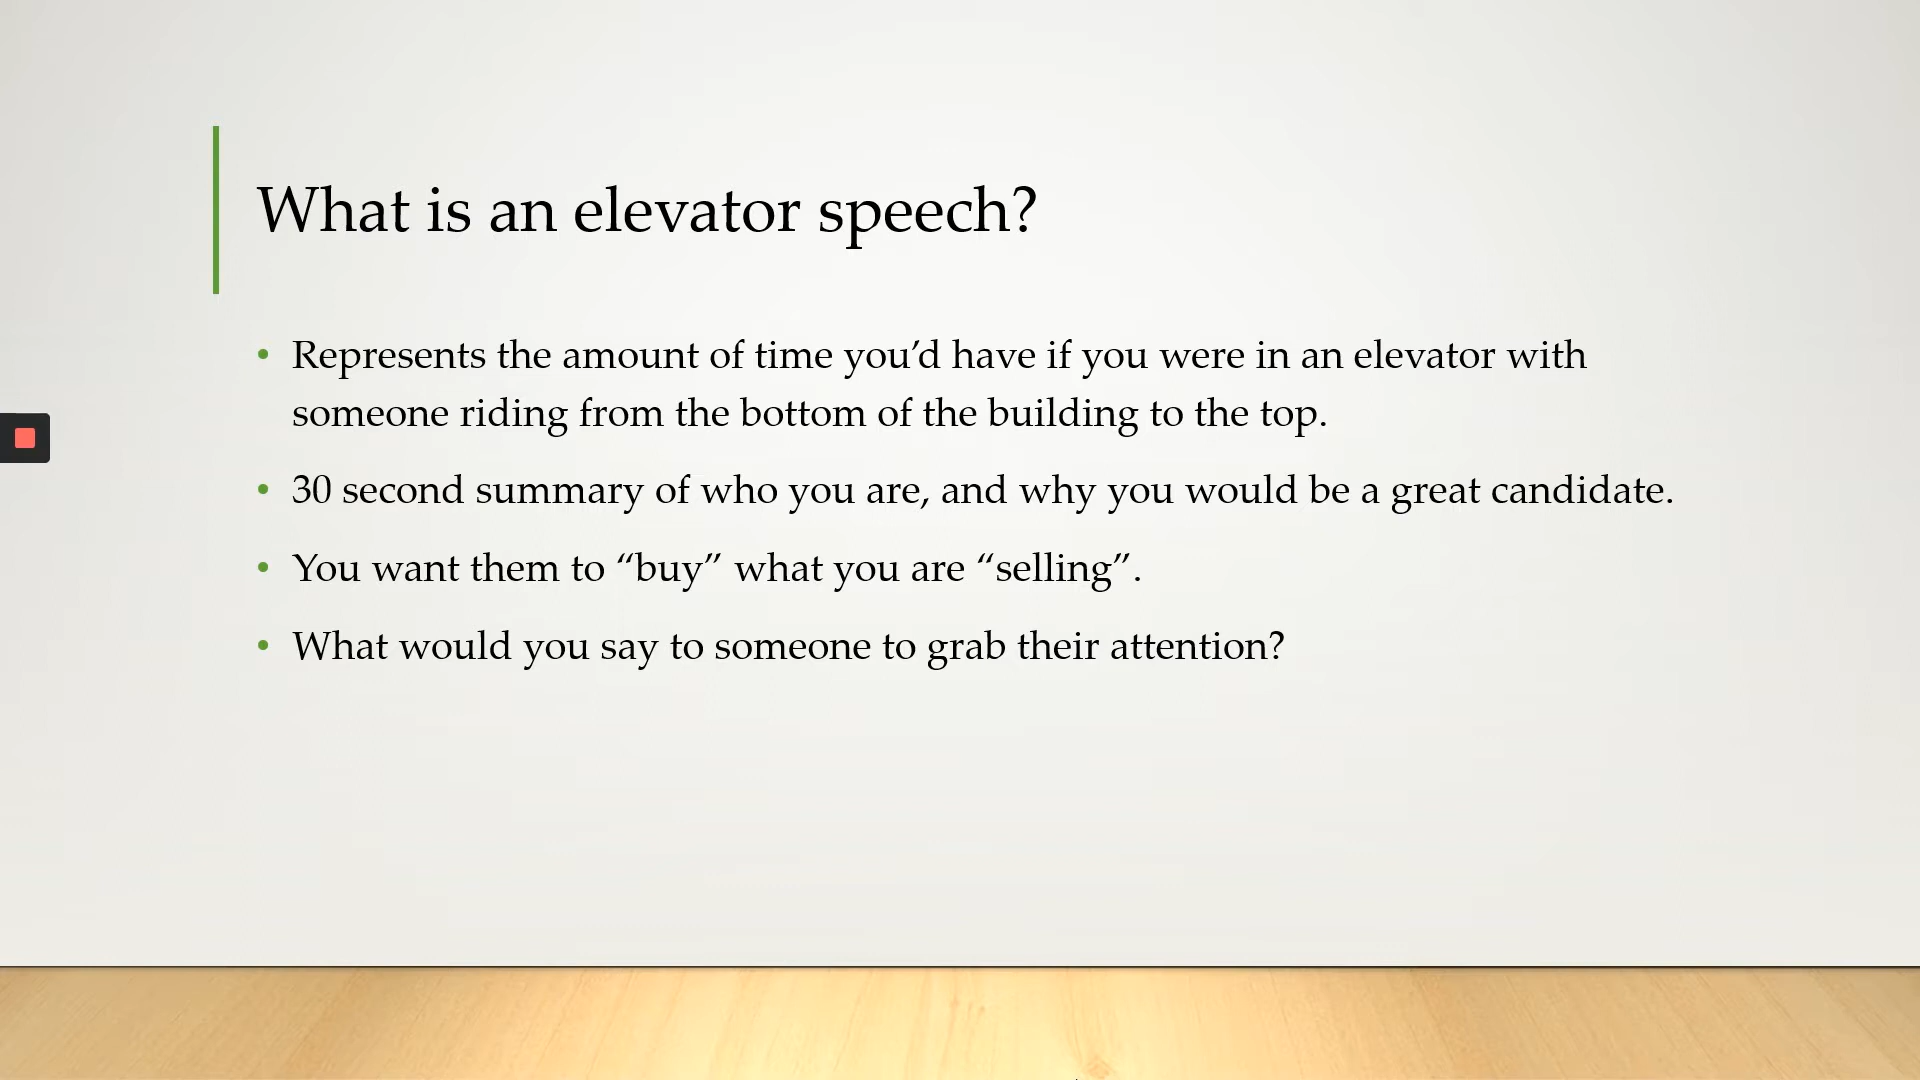 What is an elevator speech?
• Represents the amount of time you’d have if you were in an elevator with
someone riding from the bottom of the building to the top.
• 30 second summary of who you are, and why you would be a great candidate.
• You want them to “buy” what you are “selling”.
• What would you say to someone to grab their attention?